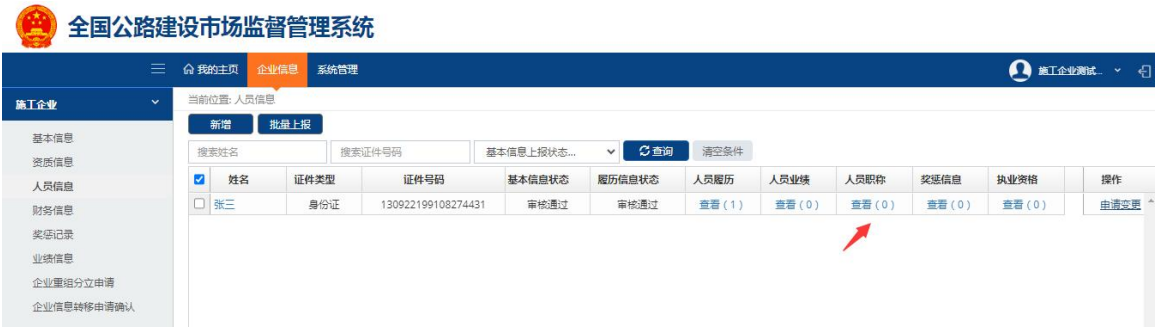 全国公路建设市场监督管理系统
我的主页 企业信息 系统管理 施工企业测试...
施工企业
当前位置: 人员信息
新增 批量上报
基本信息
搜索姓名 搜索证件号码 基本信息上报状态... 查询 清空条件
资质信息
姓名 证件类型 证件号码 基本信息状态 履历信息状态 人员履历 人员业绩 人员职称 奖惩信息 执业资格 操作
人员信息
张三 身份证 130922199108274431 审核通过 审核通过 查看(1) 查看(0) 查看(0) 查看(0) 查看(0) 申请变更
财务信息
奖惩记录
业绩信息
企业重组分立申请
企业信息转移申请确认